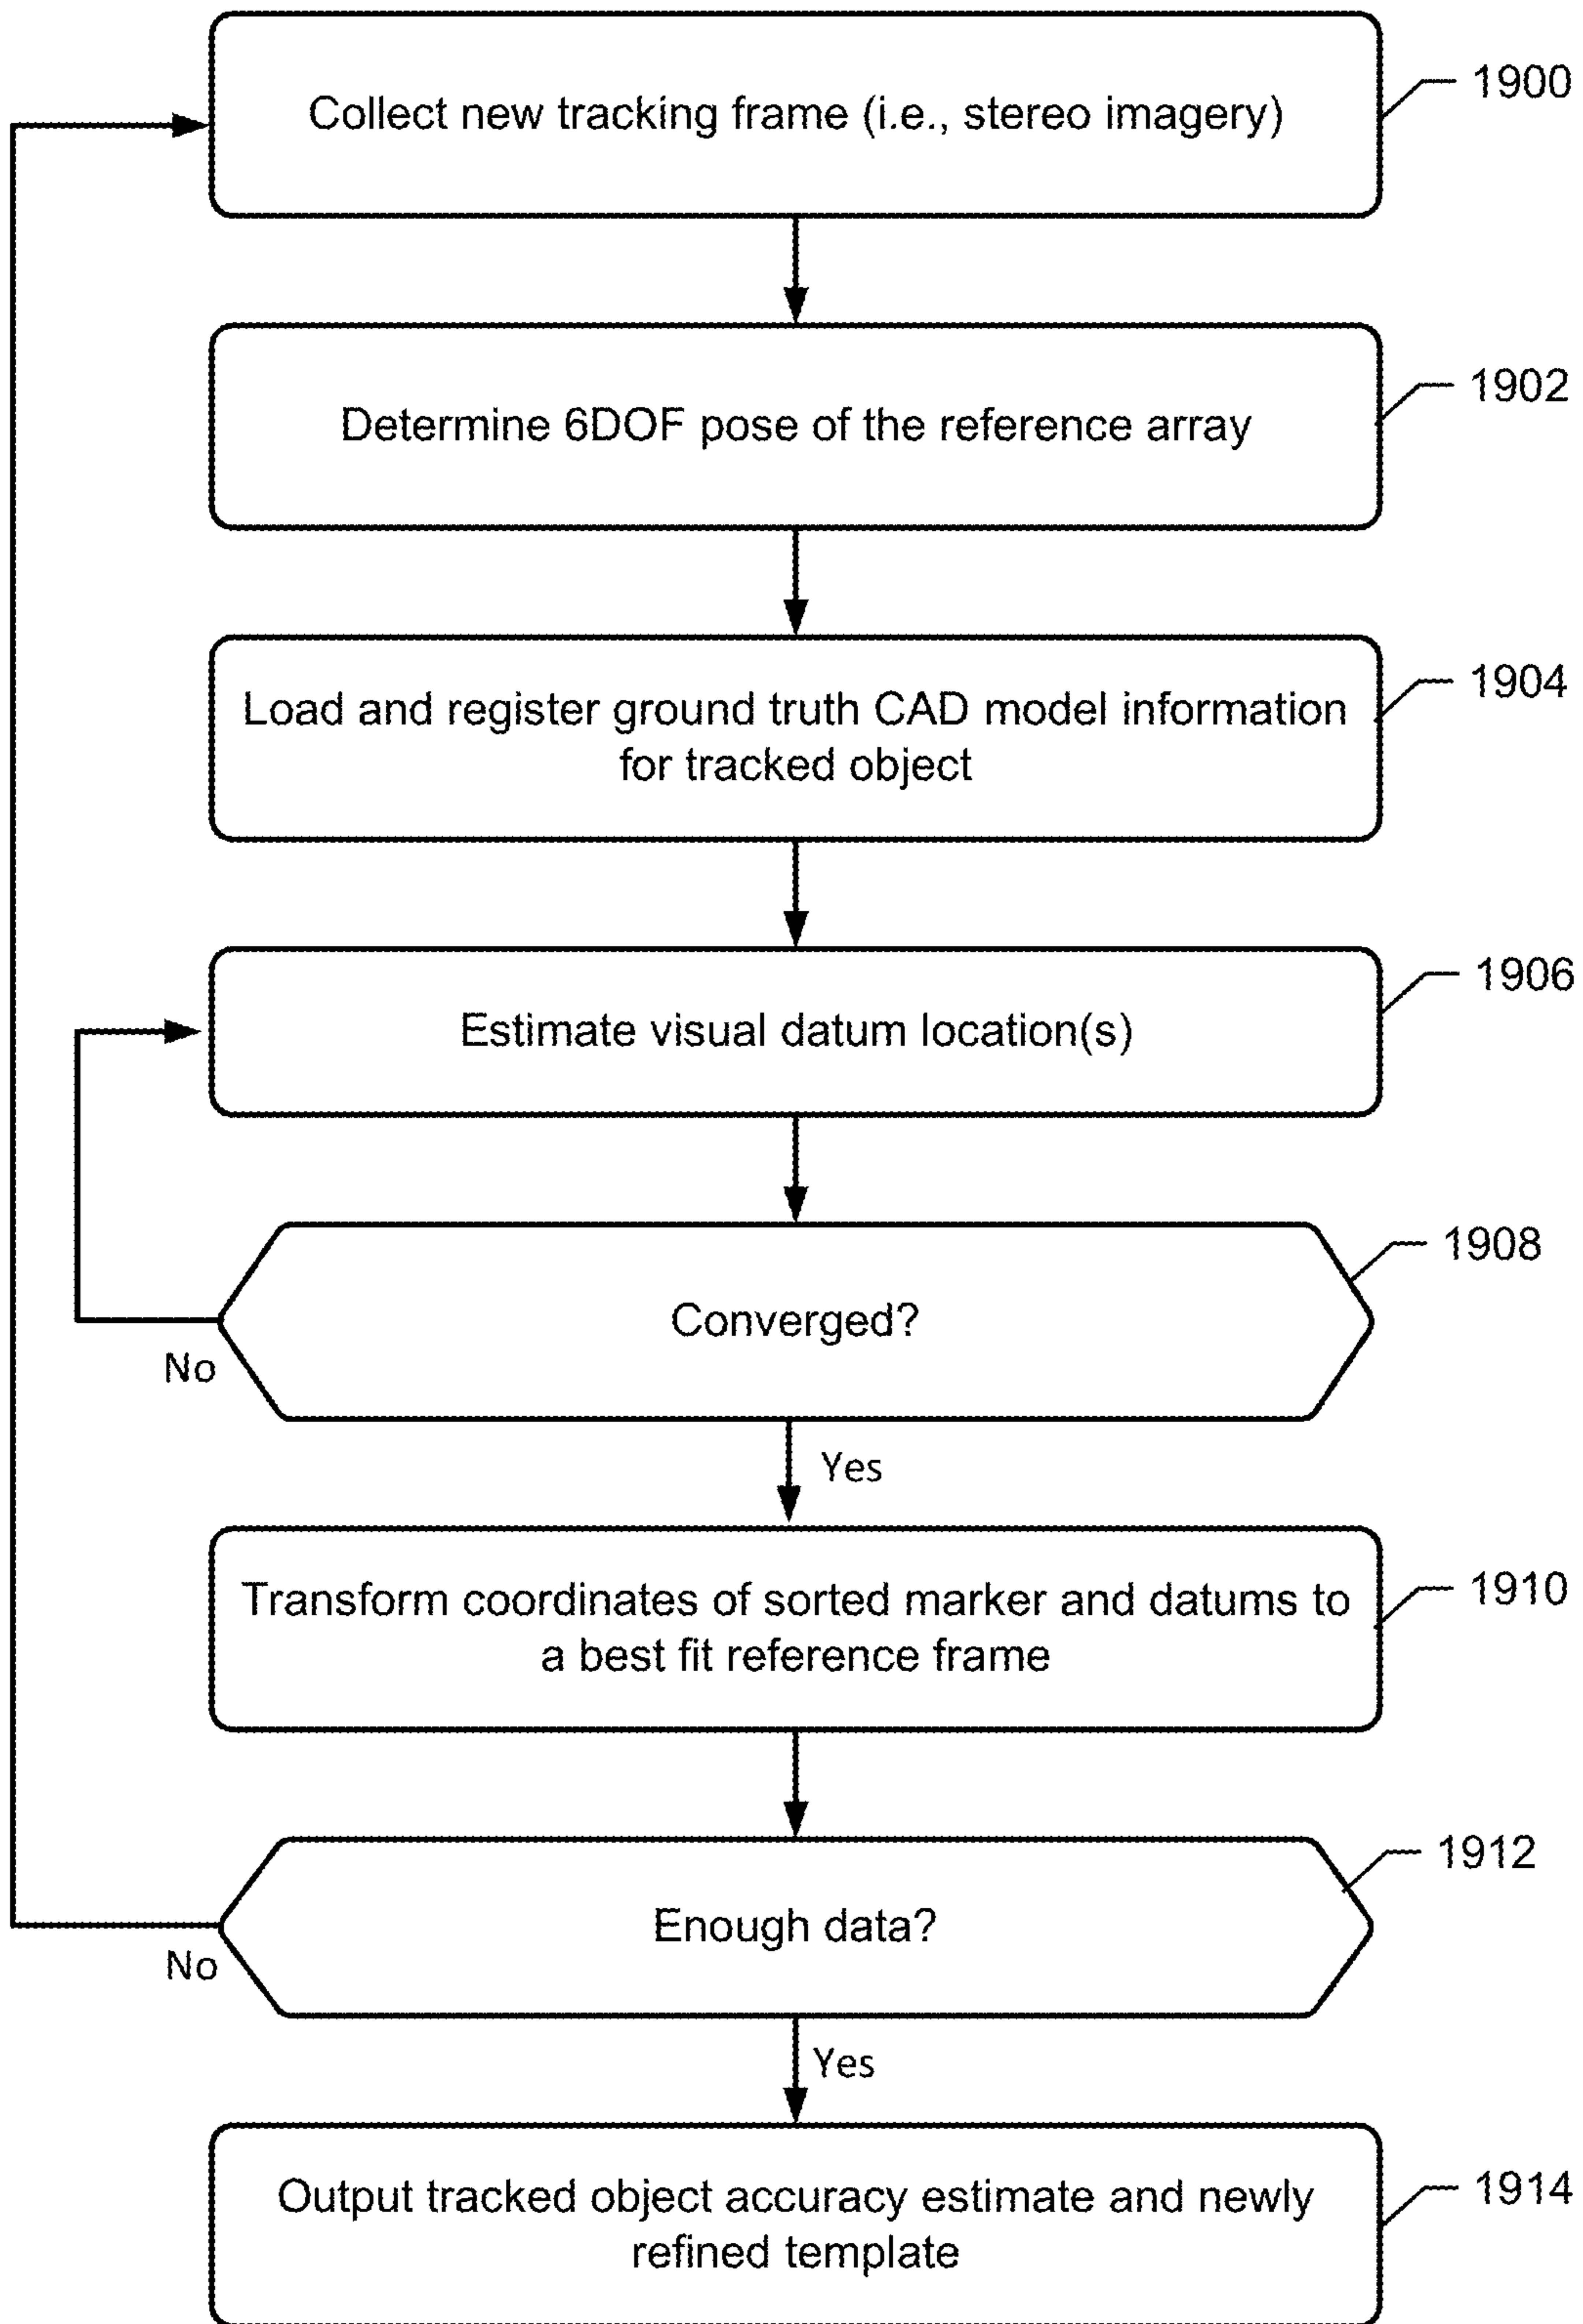 Collect new tracking frame (i.e., stereo imagery)
1900
Determine 6DOF pose of the reference array
1902
Load and register ground truth CAD model information
for tracked object
1904
Estimate visual datum location(s)
1906
Converged?
1908
No
Yes
Transform coordinates of sorted marker and datums to
a best fit reference frame
1910
Enough data?
1912
No
Yes
Output tracked object accuracy estimate and newly
refined template
1914